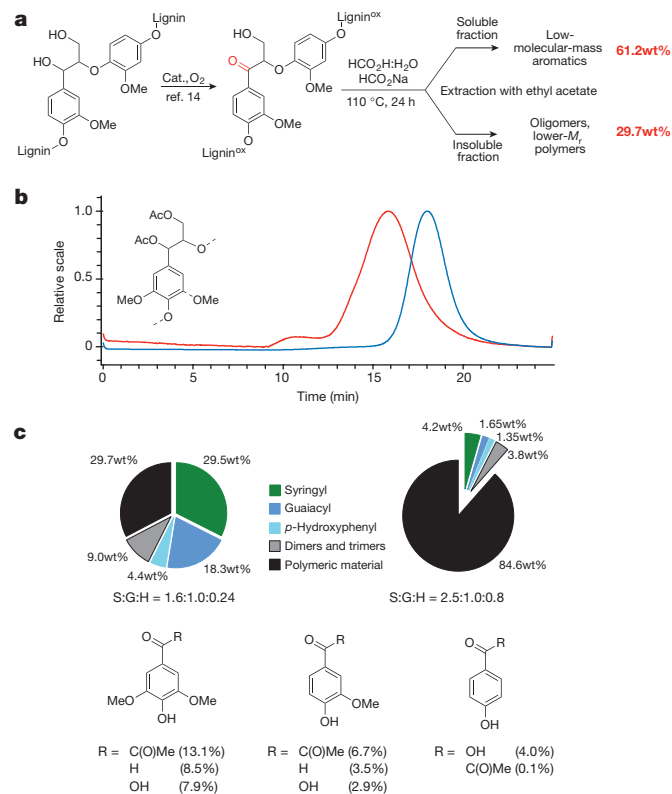 a
Lignin
O
HO
HO
O
OMe
OMe
O
Lignin
Cat., O2
ref. 14
Lignin^ox
O
HO
O
O
OMe
OMe
O
Lignin^ox
HCO2H:H2O
HCO2Na
110 °C, 24 h
Soluble
fraction
Low-
molecular-mass
aromatics
61.2wt%
Extraction with ethyl acetate
Insoluble
fraction
Oligomers,
lower-Mr
polymers
29.7wt%
b
Relative scale
1.0
0.5
0
0
5
10
15
20
Time (min)
AcO
AcO
O
MeO
OMe
O
c
29.7wt%
29.5wt%
9.0wt%
4.4wt%
18.3wt%
S:G:H = 1.6:1.0:0.24
Syringyl
Guaiacyl
p-Hydroxyphenyl
Dimers and trimers
Polymeric material
4.2wt%
1.65wt%
1.35wt%
3.8wt%
84.6wt%
S:G:H = 2.5:1.0:0.8
O
R
MeO
OMe
OH
R = C(O)Me (13.1%)
H (8.5%)
OH (7.9%)
O
R
OMe
OH
R = C(O)Me (6.7%)
H (3.5%)
OH (2.9%)
O
R
OH
R = OH (4.0%)
C(O)Me (0.1%)